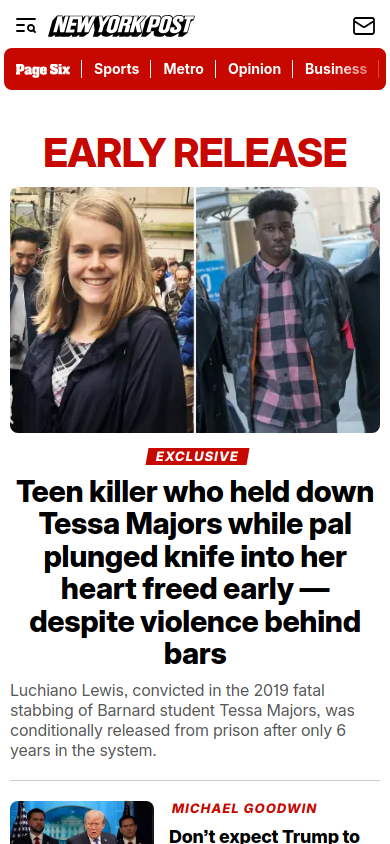 NEW YORK POST
Page Six
Sports
Metro
Opinion
Business
EARLY RELEASE
EXCLUSIVE
Teen killer who held down
Tessa Majors while pal
plunged knife into her
heart freed early —
despite violence behind
bars
Luchiano Lewis, convicted in the 2019 fatal
stabbing of Barnard student Tessa Majors, was
conditionally released from prison after only 6
years in the system.
MICHAEL GOODWIN
Don’t expect Trump to